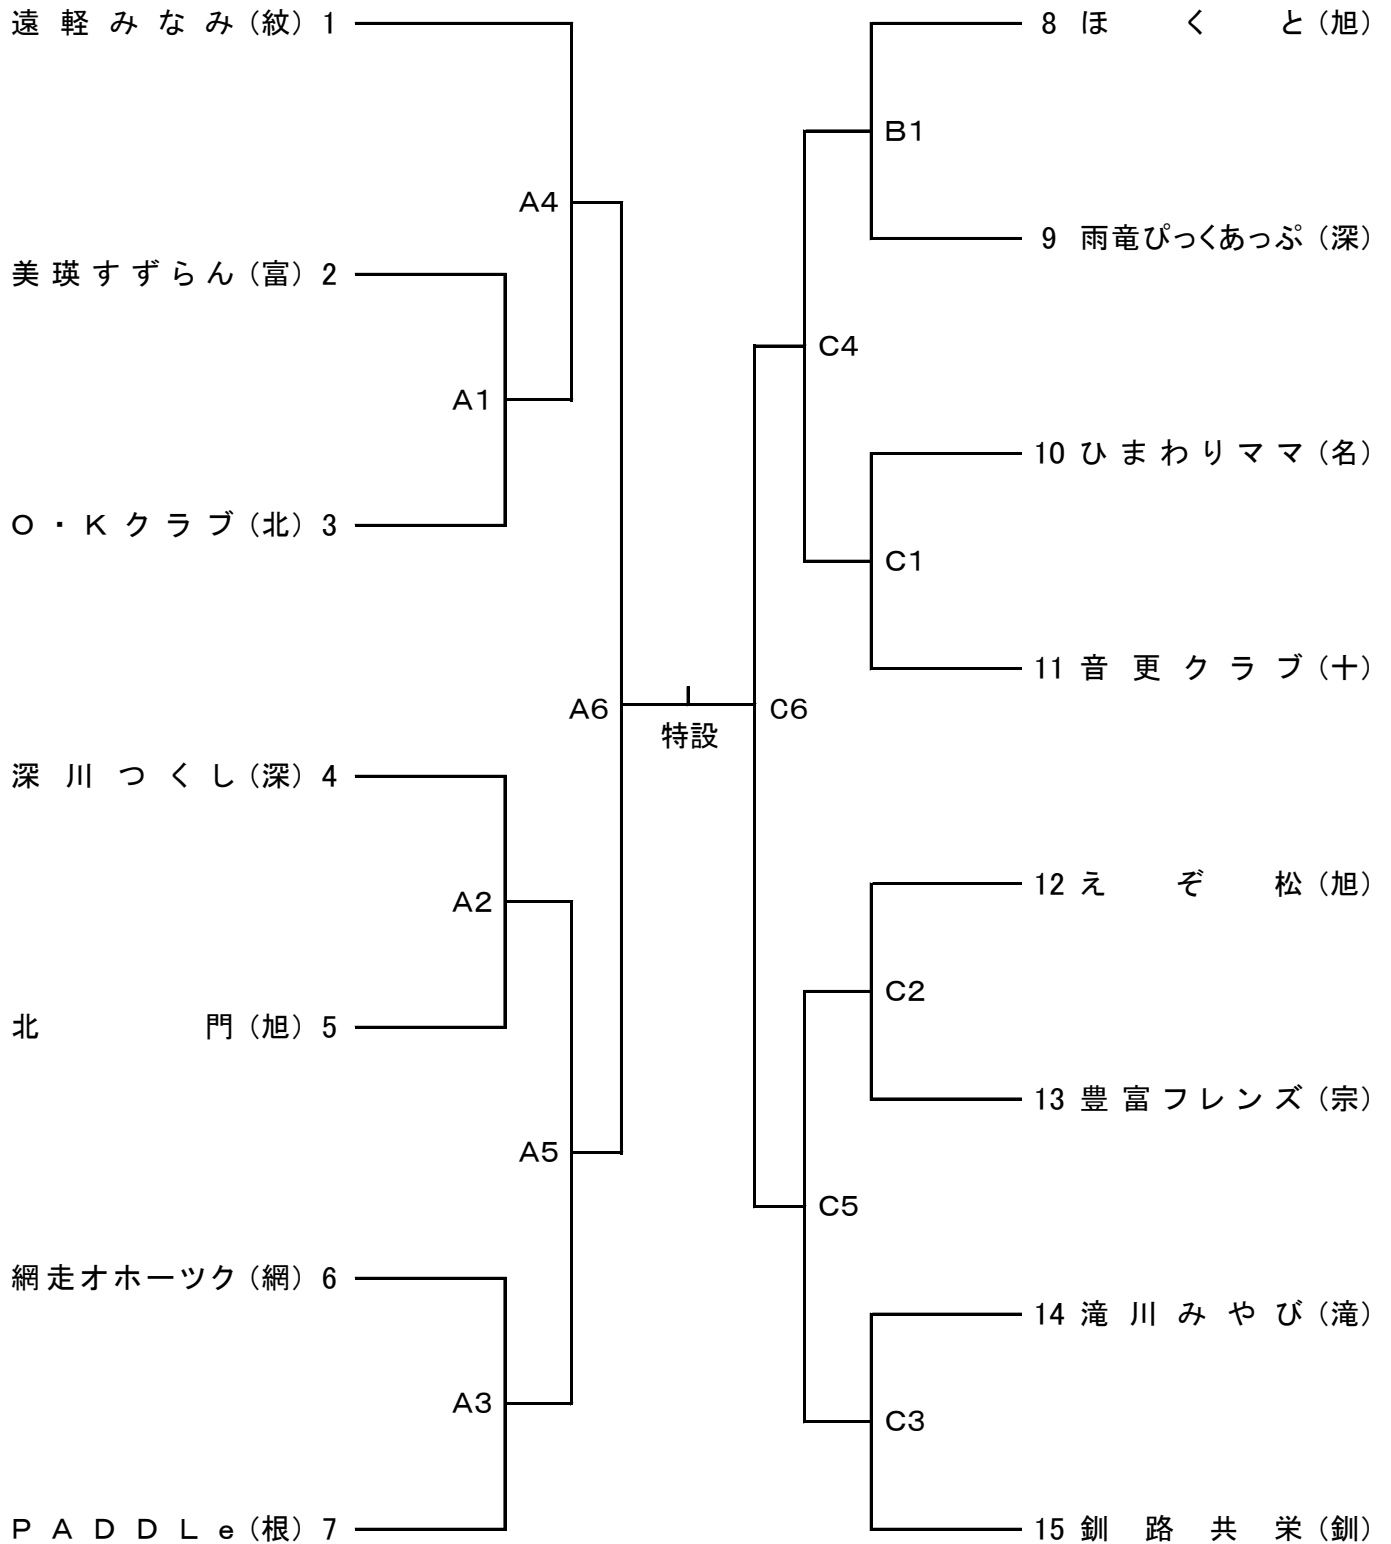 遠軽みなみ（紋） 1
A4
美瑛すずらん（富） 2
A1
O・Kクラブ（北） 3
A6
深川つくし（深） 4
A2
北門（旭） 5
A5
網走オホーツク（網） 6
A3
PADDLe（根） 7
特設
8 ほくと（旭）
B1
9 雨竜ぴっくあっぷ（深）
C4
10 ひまわりママ（名）
C1
11 音更クラブ（十）
C6
12 えぞ松（旭）
C2
13 豊富フレンズ（宗）
C5
14 滝川みやび（滝）
C3
15 釧路共栄（釧）